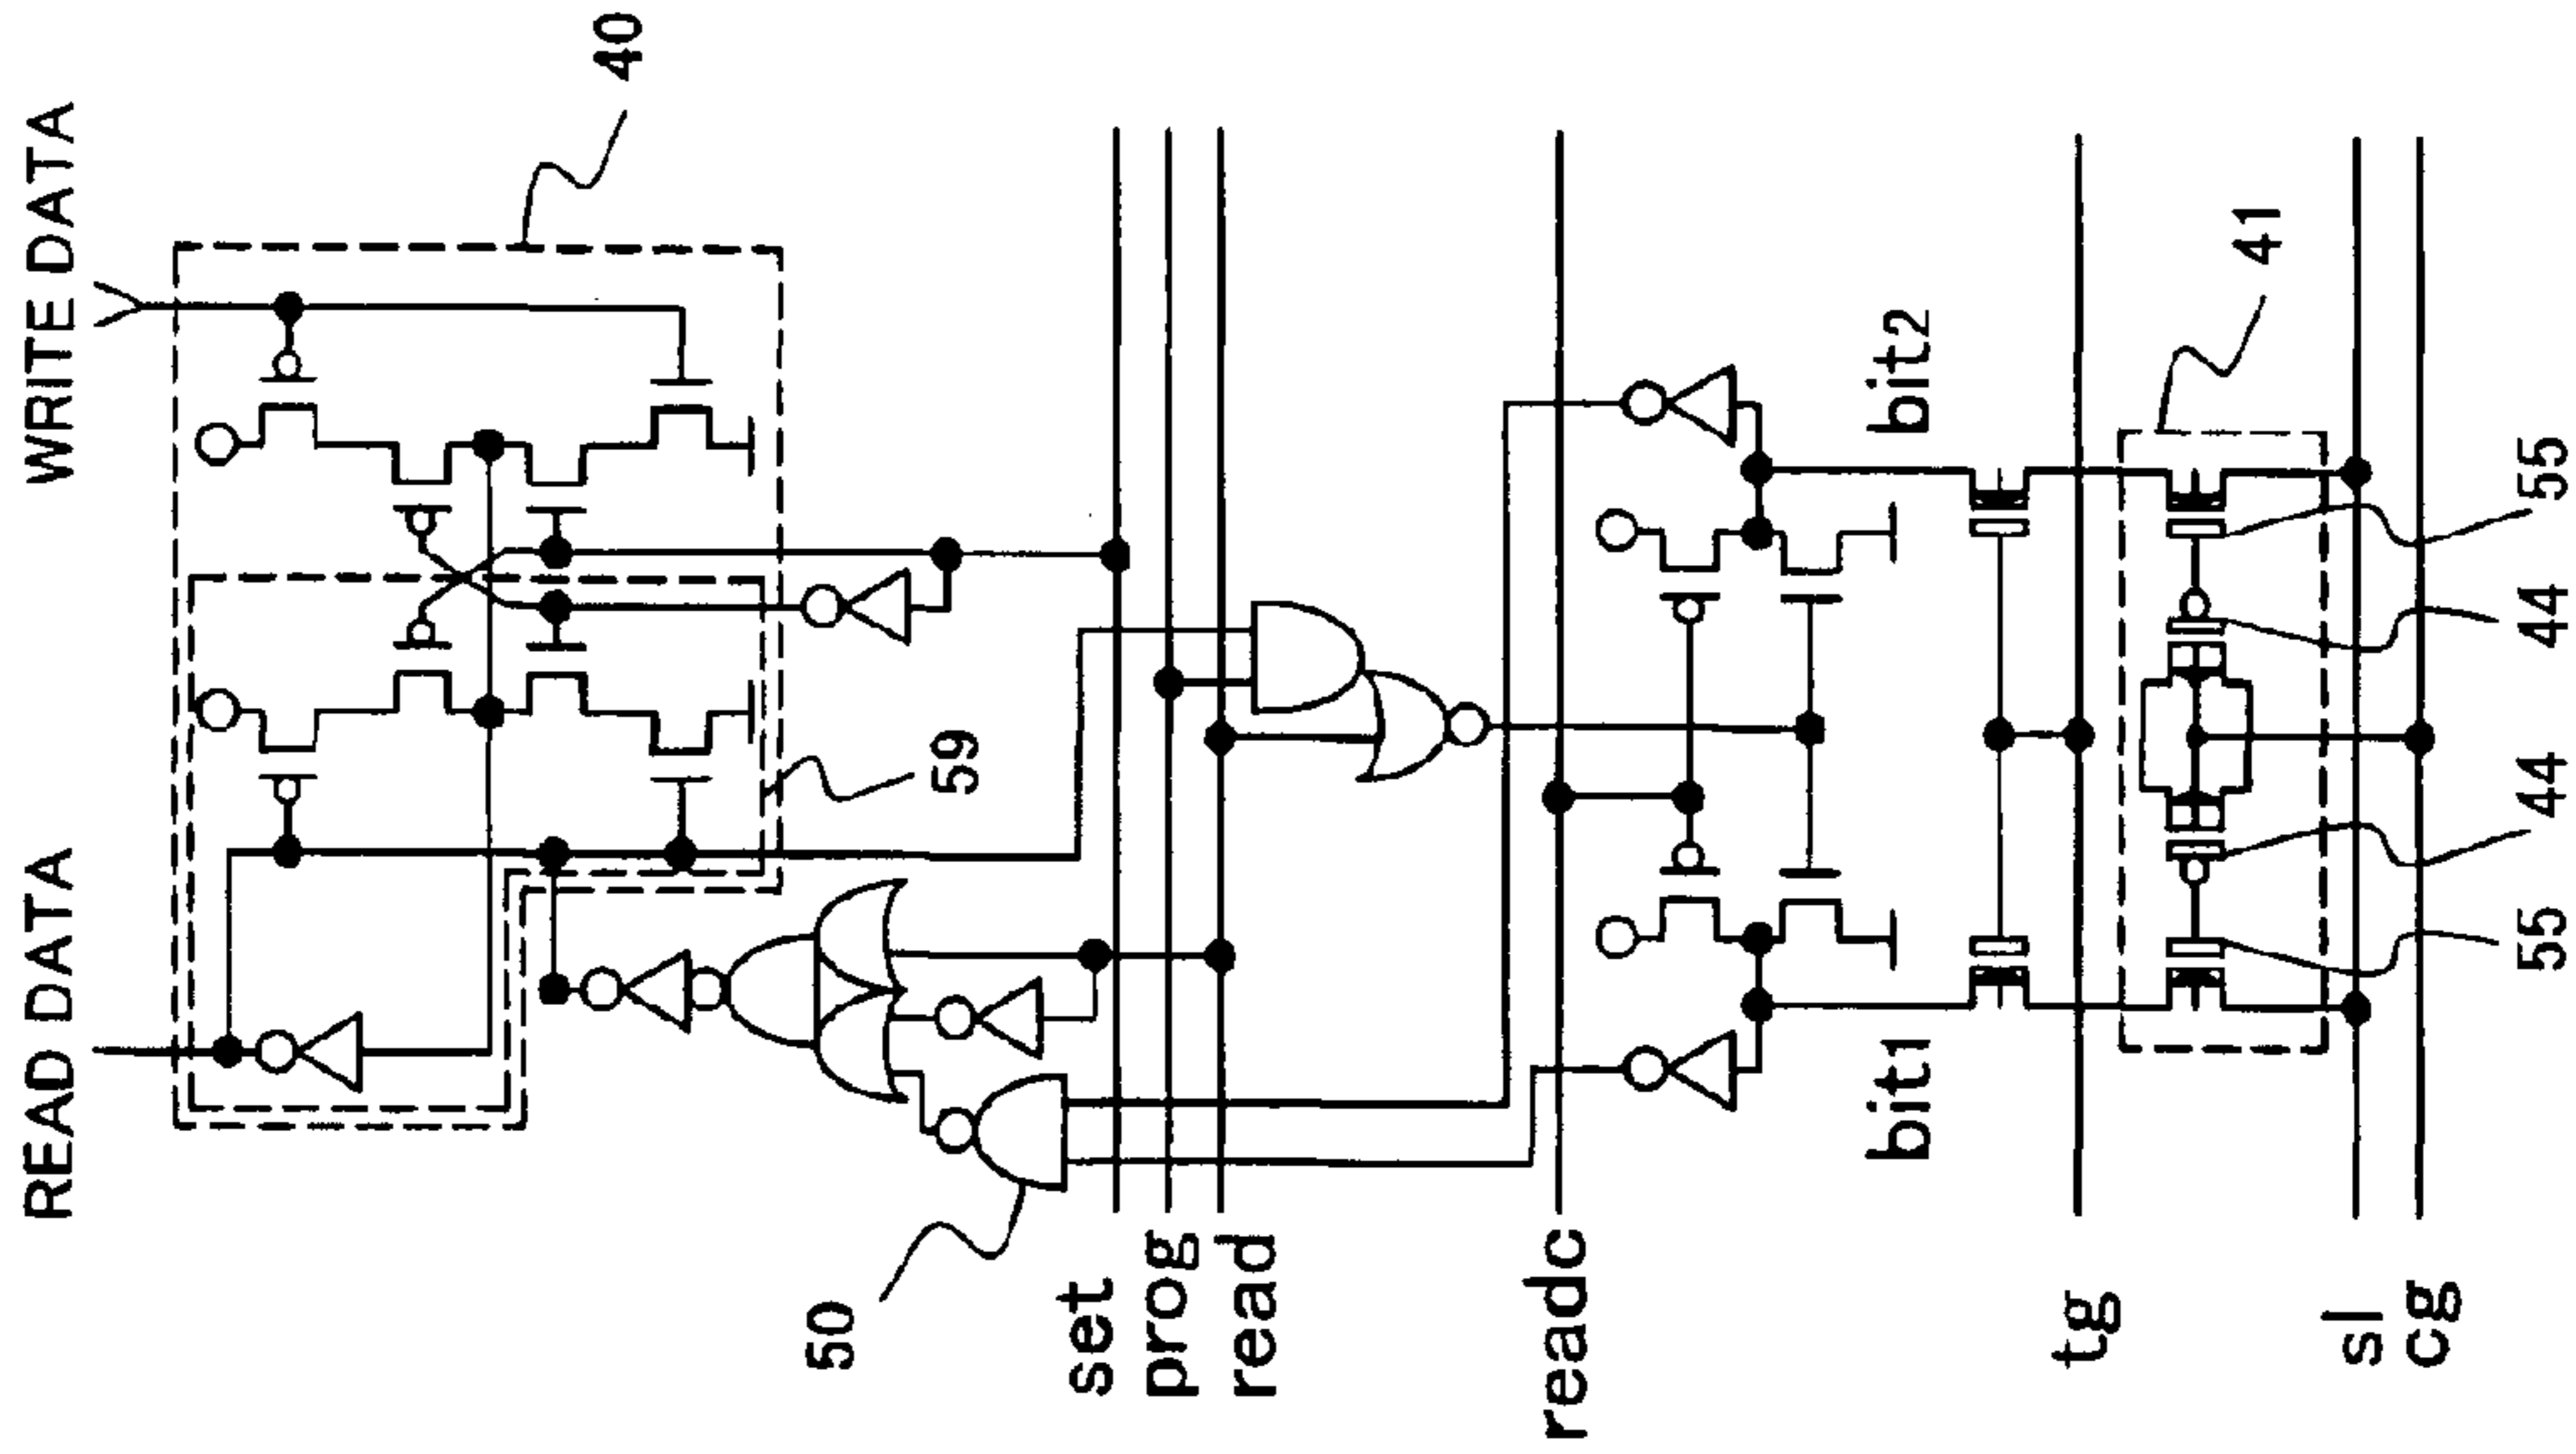 READ DATA
WRITE DATA
40
59
50
set
prog
read
readc
bit1
bit2
tg
41
sl
cg
55
44
44
55